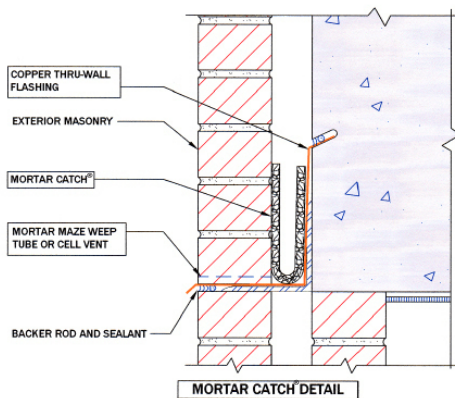 COPPER THRU-WALL
FLASHING
EXTERIOR MASONRY
MORTAR CATCH®
MORTAR MAZE WEEP
TUBE OR CELL VENT
BACKER ROD AND SEALANT
MORTAR CATCH® DETAIL